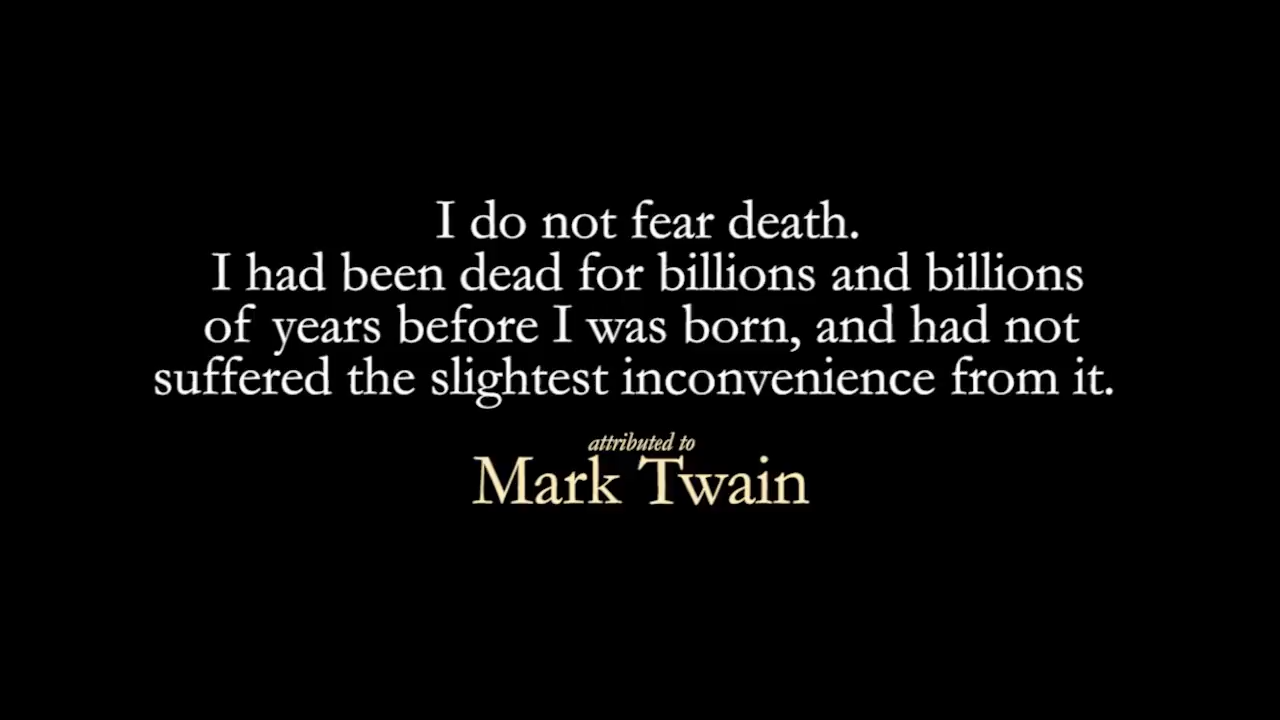 I do not fear death.
I had been dead for billions and billions
of years before I was born, and had not
suffered the slightest inconvenience from it.
attributed to
Mark Twain